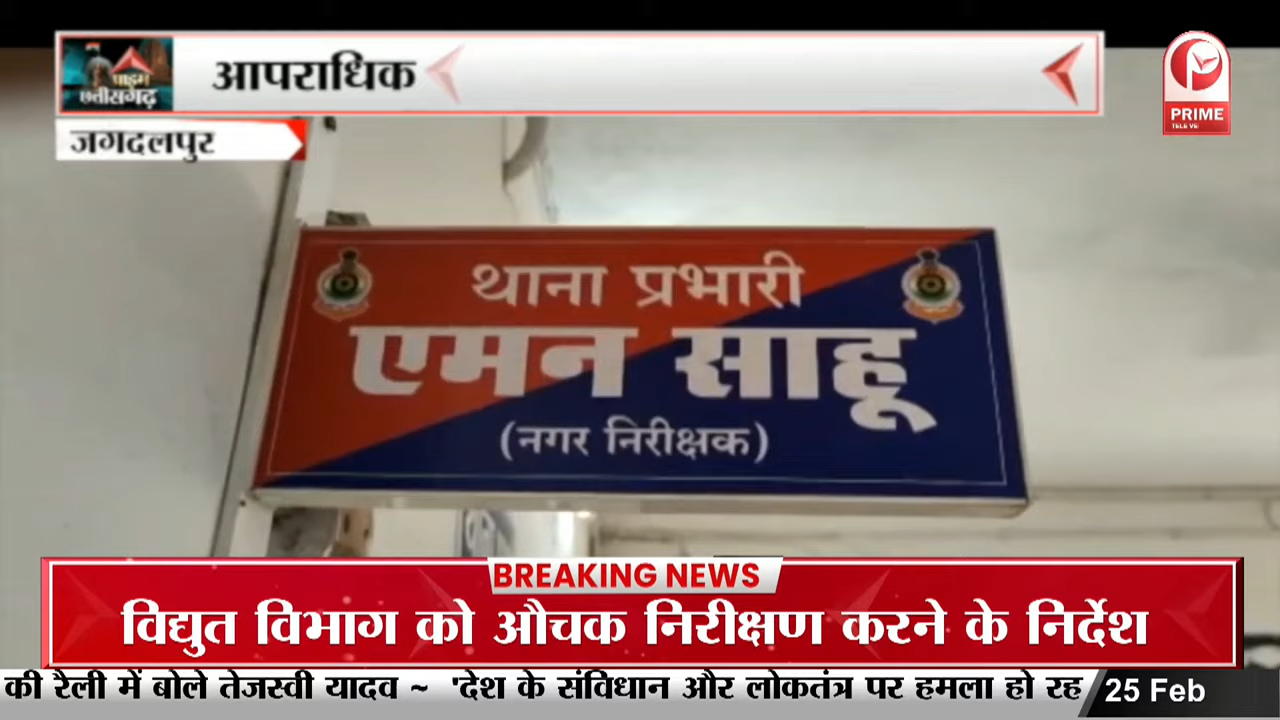 प्राइम
छत्तीसगढ़
आपराधिक
PRIME
जगदलपुर
थाना प्रभारी
एमन साहू
(नगर निरीक्षक)
BREAKING NEWS
विद्युत विभाग को औचक निरीक्षण करने के निर्देश
की रैली में बोले तेजस्वी यादव ~ 'देश के संविधान और लोकतंत्र पर हमला हो रह
25 Feb